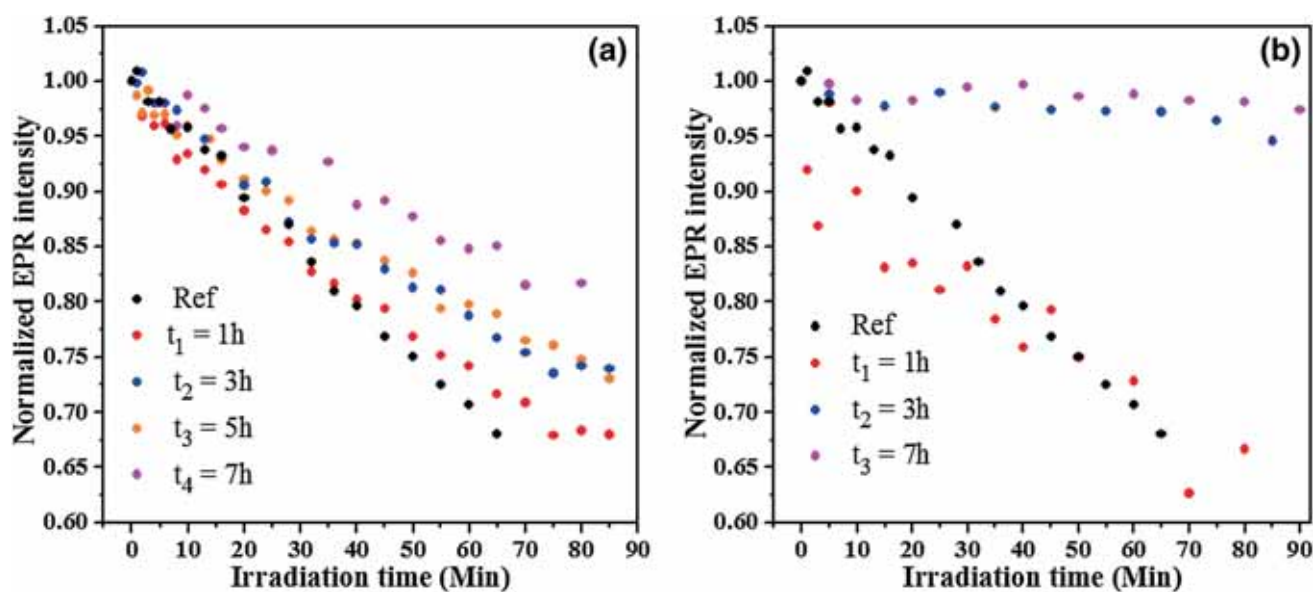 (a)
Normalized EPR intensity
1.05
1.00
0.95
0.90
0.85
0.80
0.75
0.70
0.65
0.60
Ref
t₁ = 1h
t₂ = 3h
t₃ = 5h
t₄ = 7h
0 10 20 30 40 50 60 70 80 90
Irradiation time (Min)
(b)
Normalized EPR intensity
1.05
1.00
0.95
0.90
0.85
0.80
0.75
0.70
0.65
0.60
Ref
t₁ = 1h
t₂ = 3h
t₃ = 7h
0 10 20 30 40 50 60 70 80 90
Irradiation time (Min)